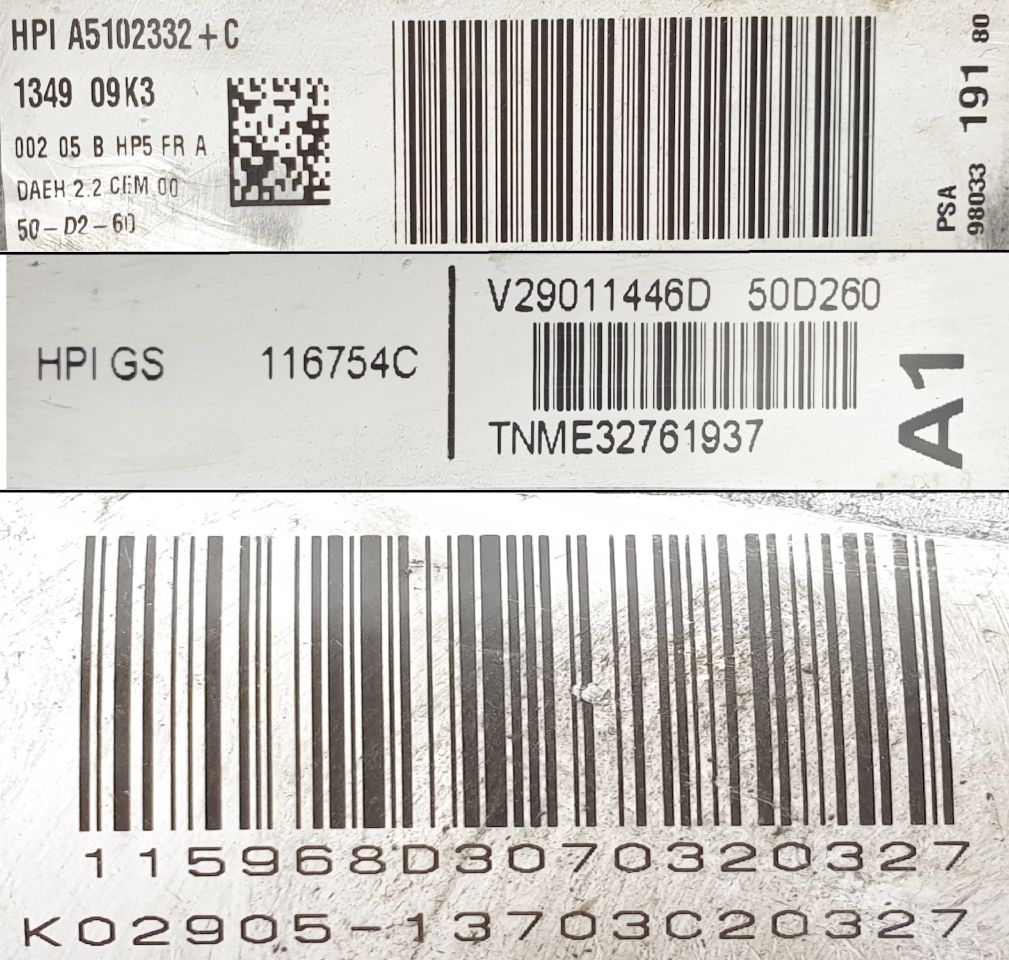 HPI A5102332+C
1349 09K3
002 05 B HP5 FR A
DAEH 2.2 CEM 00
50-D2-60
PSA
98033 191 80
HPI GS 116754C
V29011446D 50D260
TNME32761937
A1
115968D3070320327
K02905-13703C20327